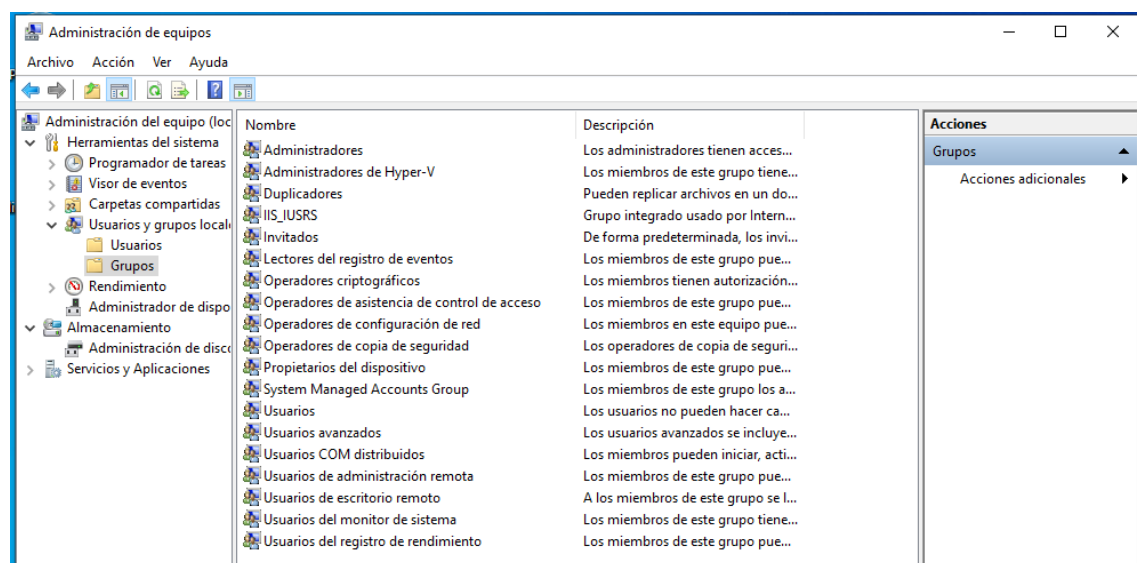 Administración de equipos
Archivo Acción Ver Ayuda
Administración del equipo (loc
Herramientas del sistema
Programador de tareas
Visor de eventos
Carpetas compartidas
Usuarios y grupos local
Usuarios
Grupos
Rendimiento
Administrador de dispo
Almacenamiento
Administración de disc
Servicios y Aplicaciones
Nombre Descripción
Administradores Los administradores tienen acces...
Administradores de Hyper-V Los miembros de este grupo tiene...
Duplicadores Pueden replicar archivos en un do...
IIS_IUSRS Grupo integrado usado por Intern...
Invitados De forma predeterminada, los invi...
Lectores del registro de eventos Los miembros de este grupo pue...
Operadores criptográficos Los miembros tienen autorización...
Operadores de asistencia de control de acceso Los miembros de este grupo pue...
Operadores de configuración de red Los miembros en este equipo pue...
Operadores de copia de seguridad Los operadores de copia de seguri...
Propietarios del dispositivo Los miembros de este grupo pue...
System Managed Accounts Group Los miembros de este grupo los a...
Usuarios Los usuarios no pueden hacer ca...
Usuarios avanzados Los usuarios avanzados se incluye...
Usuarios COM distribuidos Los miembros pueden iniciar, acti...
Usuarios de administración remota Los miembros de este grupo pue...
Usuarios de escritorio remoto A los miembros de este grupo se l...
Usuarios del monitor de sistema Los miembros de este grupo tiene...
Usuarios del registro de rendimiento Los miembros de este grupo pue...
Acciones
Grupos
Acciones adicionales